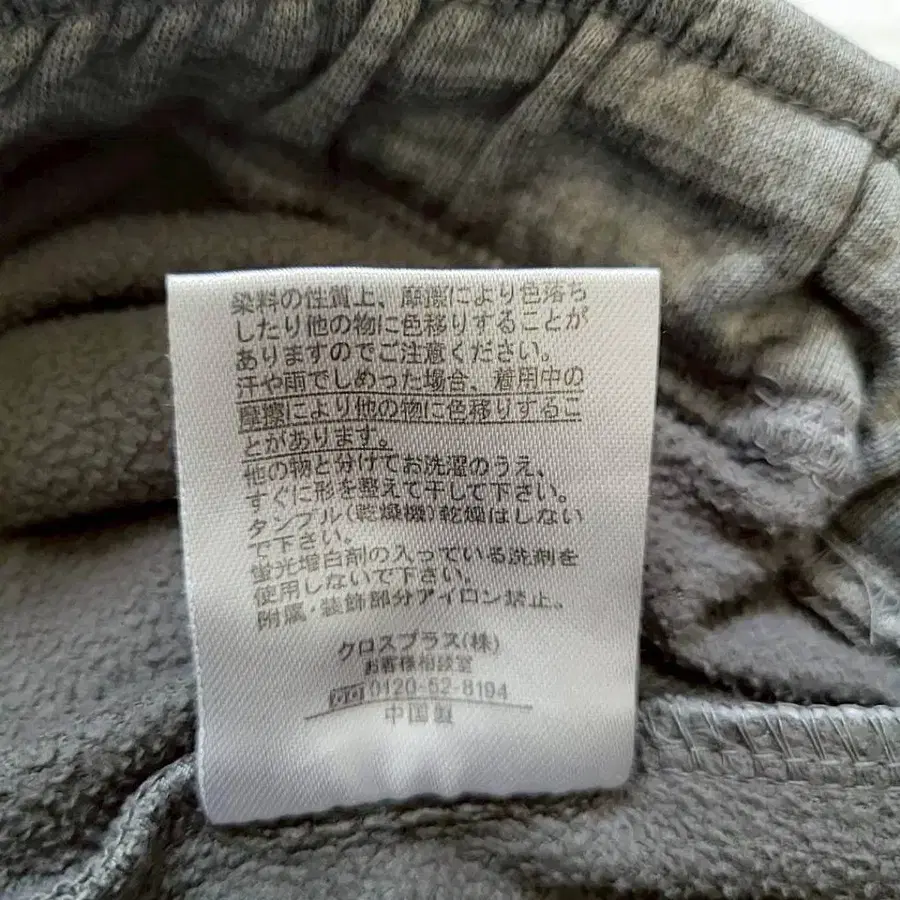 染料の性質上、摩擦により色落ち
したり他の物に色移りすることが
ありますのでご注意ください。
汗や雨でしめった場合、着用中の
摩擦により他の物に色移りするこ
とがあります。
他の物と分けてお洗濯のうえ、
すぐに形を整えて干して下さい。
タンブル(乾燥機)乾燥はしない
で下さい。
蛍光増白剤の入っている洗剤を
使用しないで下さい。
附属・装飾部分アイロン禁止。
クロスプラス(株)
お客様相談室
0120-52-8194
中国製